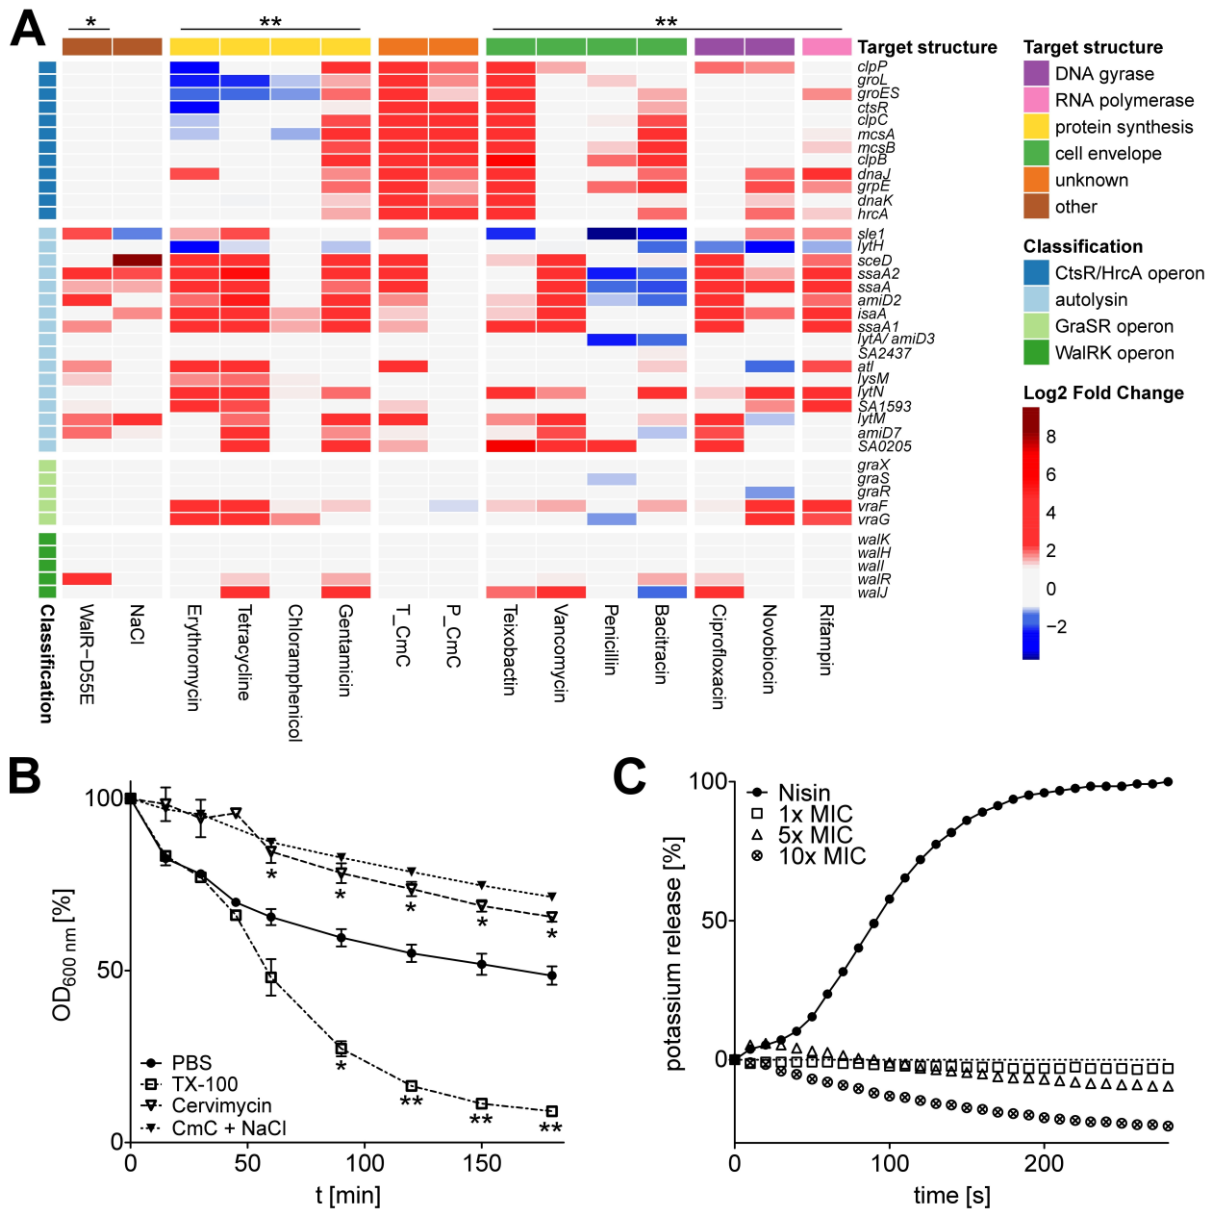 A
*
**
**
Target structure
clpP
groL
groES
ctsR
clpC
mcsA
mcsB
clpB
dnaJ
grpE
dnaK
hrcA
sle1
lytH
sceD
ssaA2
ssaA
amiD2
isaA
ssaA1
lytA/ amiD3
SA2437
atl
lysM
lytN
SA1593
lytM
amiD7
SA0205
graX
graS
graR
vraF
vraG
walK
walH
walI
walR
walJ
Classification
WalR−D55E
NaCl
Erythromycin
Tetracycline
Chloramphenicol
Gentamicin
T_CmC
P_CmC
Teixobactin
Vancomycin
Penicillin
Bacitracin
Ciprofloxacin
Novobiocin
Rifampin
Target structure
DNA gyrase
RNA polymerase
protein synthesis
cell envelope
unknown
other
Classification
CtsR/HrcA operon
autolysin
GraSR operon
WalRK operon
Log2 Fold Change
8
6
4
2
0
−2
B
100
50
0
OD600 nm [%]
0
50
100
150
t [min]
PBS
TX-100
Cervimycin
CmC + NaCl
*
*
*
*
*
*
**
**
**
C
100
50
0
potassium release [%]
0
100
200
time [s]
Nisin
1x MIC
5x MIC
10x MIC